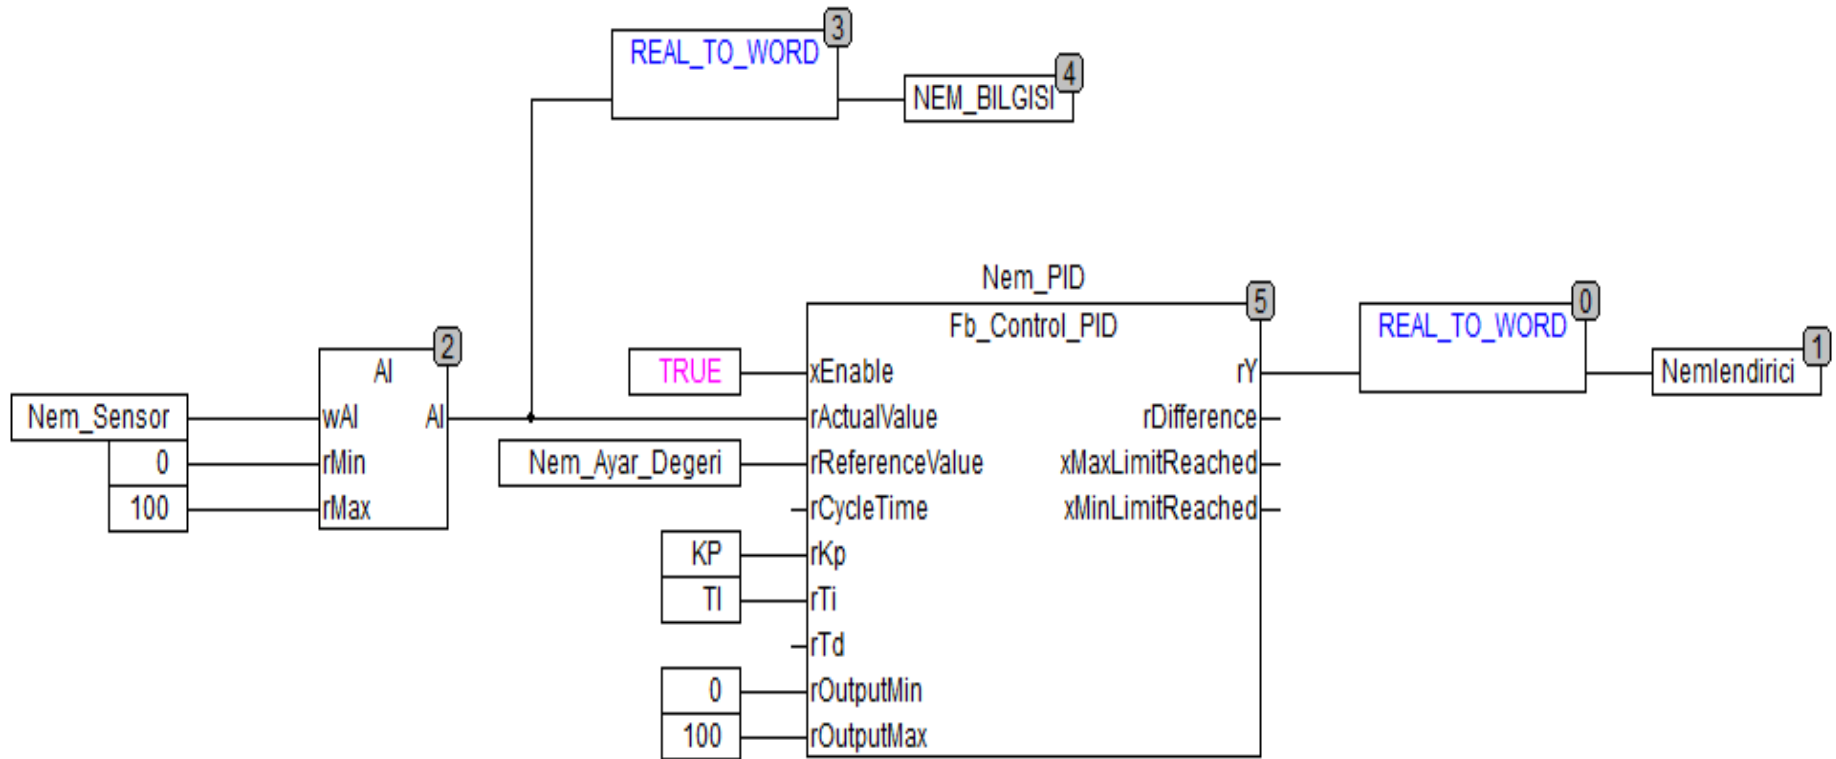 3
REAL_TO_WORD
4
NEM_BILGISI
Nem_PID
5
Fb_Control_PID
0
REAL_TO_WORD
1
Nemlendirici
2
AI
TRUE
xEnable
rY
Nem_Sensor
wAI
AI
rActualValue
rDifference
0
rMin
Nem_Ayar_Degeri
rReferenceValue
xMaxLimitReached
100
rMax
rCycleTime
xMinLimitReached
KP
rKp
TI
rTi
rTd
0
rOutputMin
100
rOutputMax